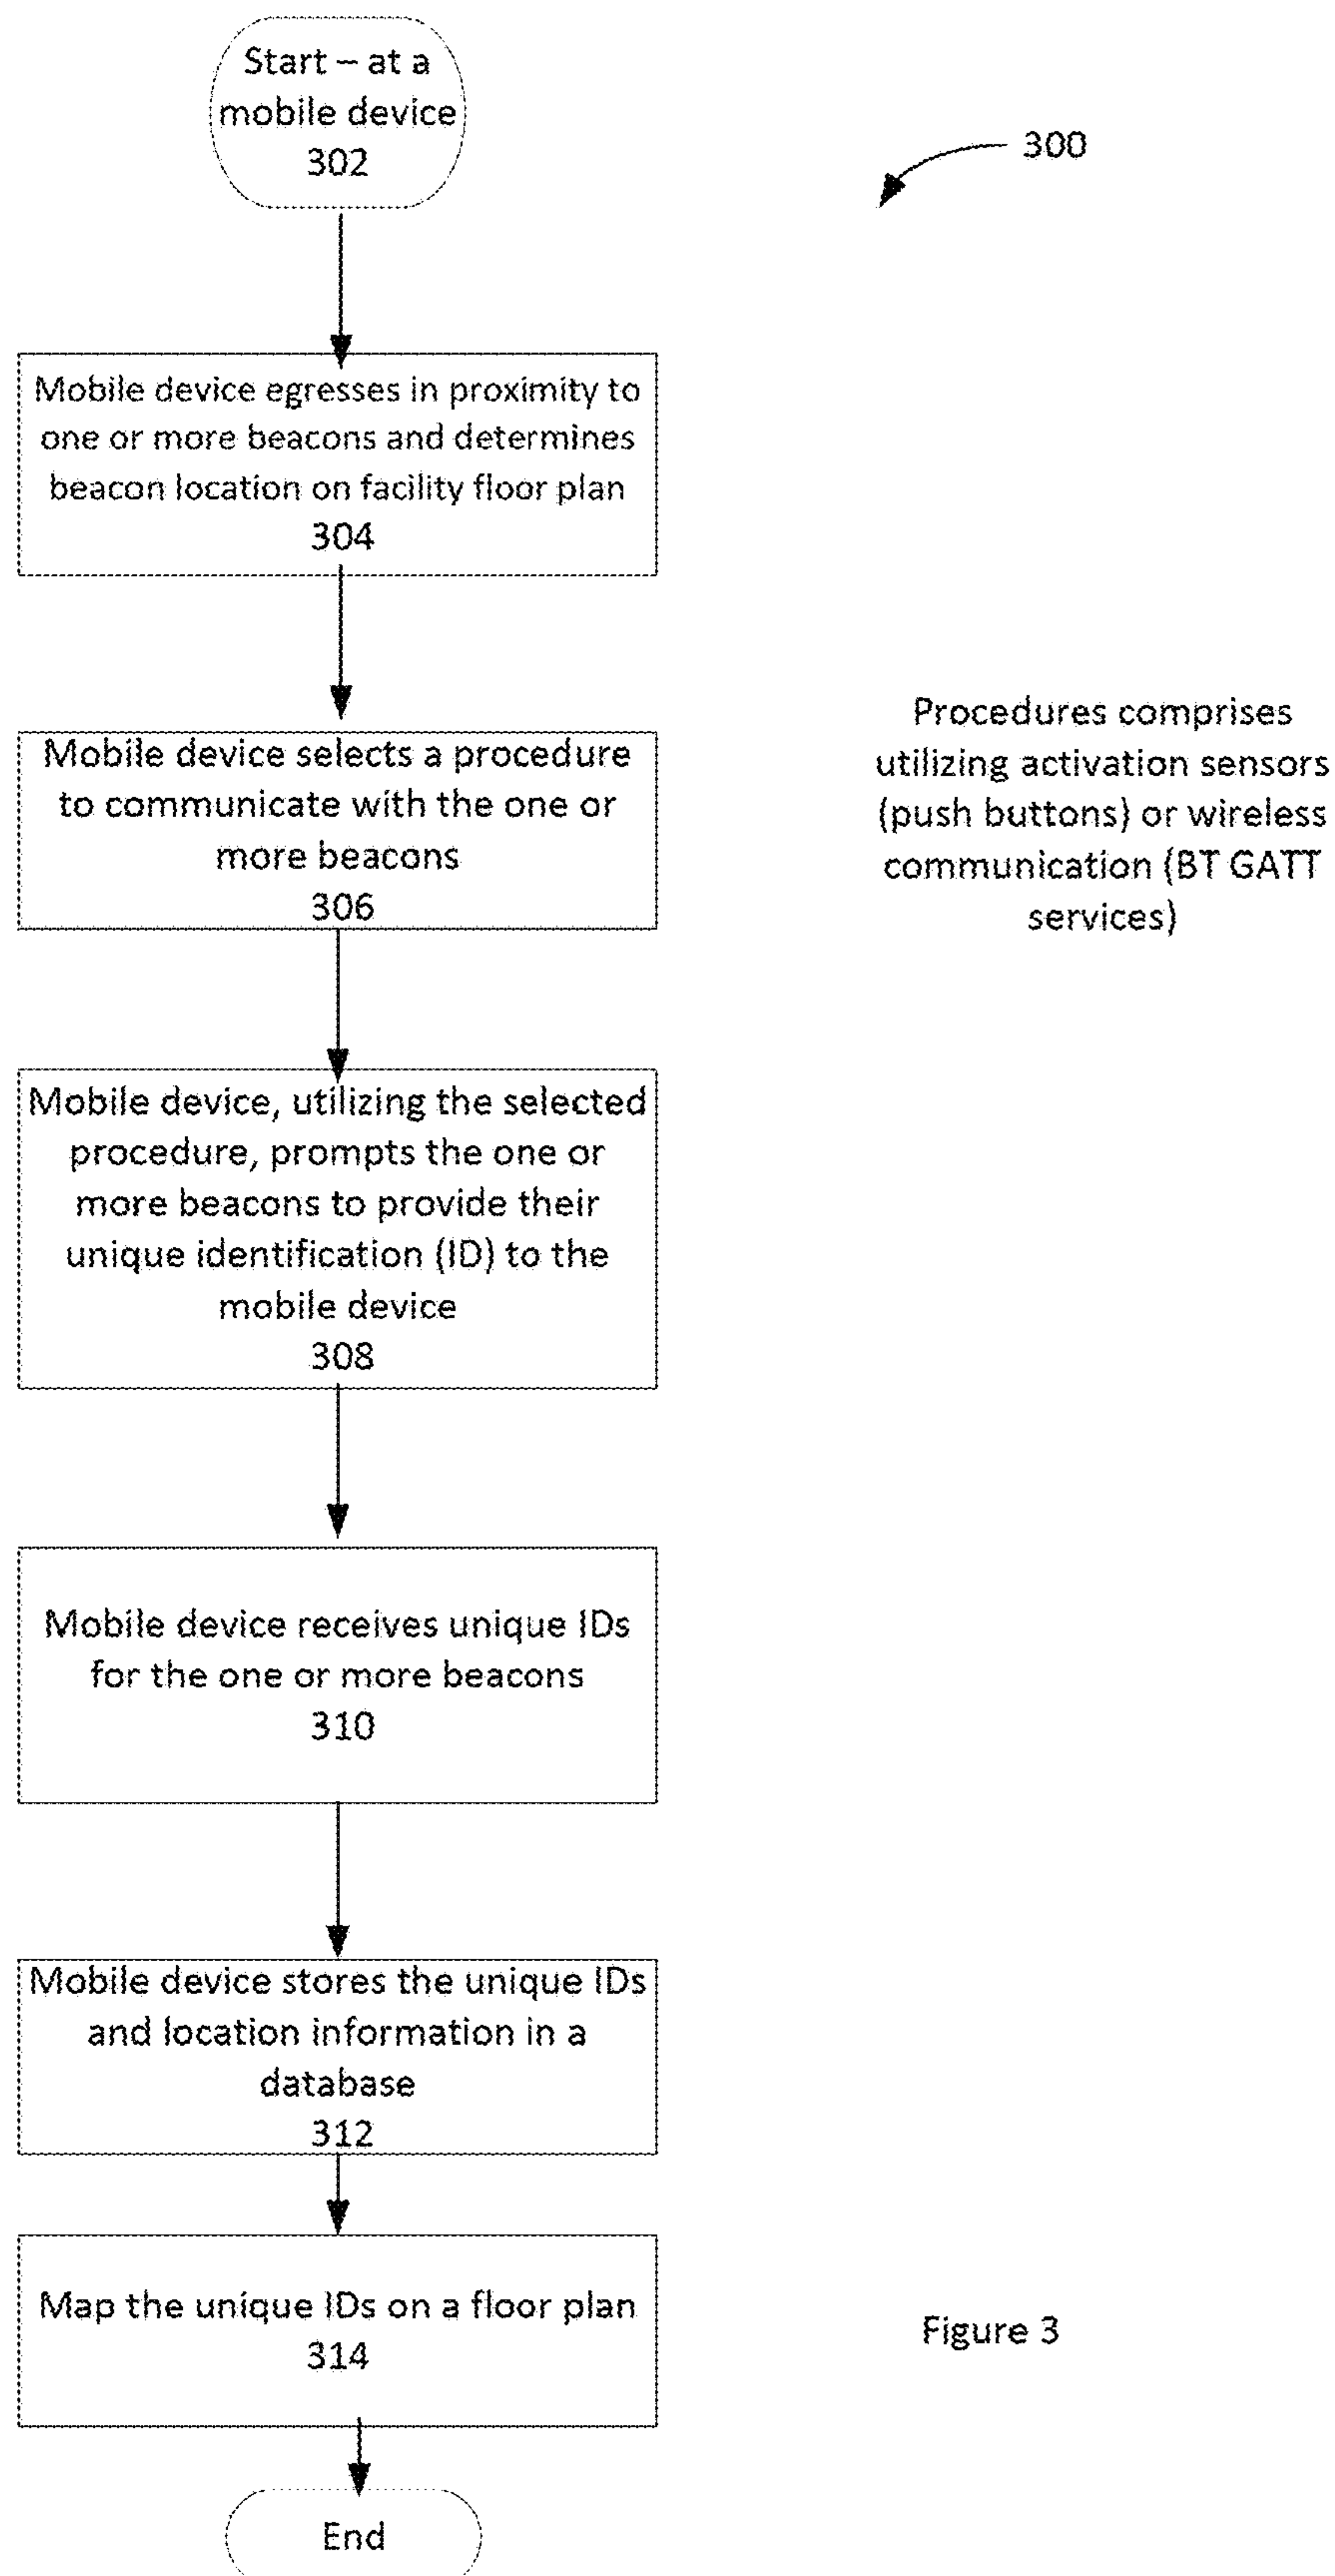 Start – at a
mobile device
302
300
Mobile device egresses in proximity to
one or more beacons and determines
beacon location on facility floor plan
304
Mobile device selects a procedure
to communicate with the one or
more beacons
306
Procedures comprises
utilizing activation sensors
(push buttons) or wireless
communication (BT GATT
services)
Mobile device, utilizing the selected
procedure, prompts the one or
more beacons to provide their
unique identification (ID) to the
mobile device
308
Mobile device receives unique IDs
for the one or more beacons
310
Mobile device stores the unique IDs
and location information in a
database
312
Map the unique IDs on a floor plan
314
Figure 3
End